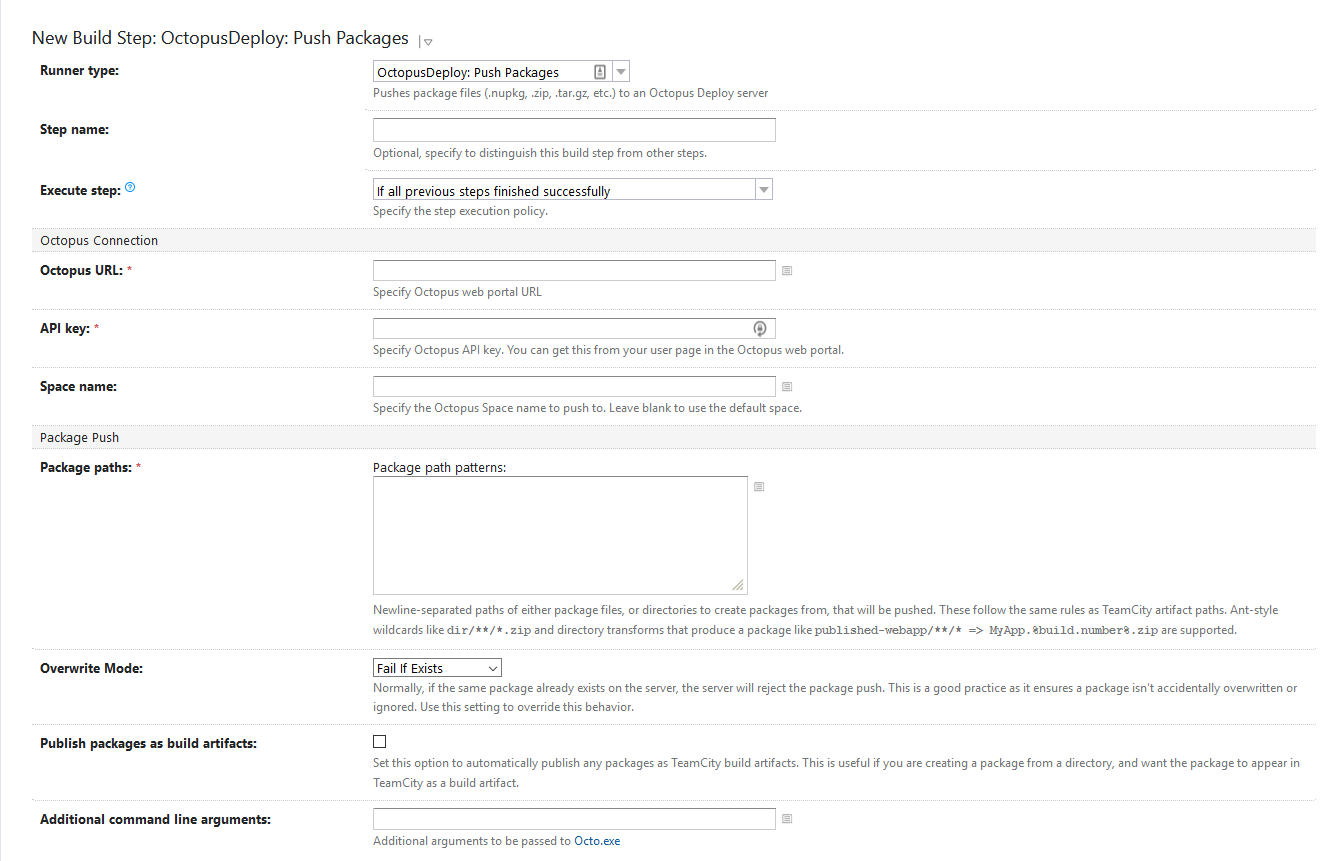 New Build Step: OctopusDeploy: Push Packages
Runner type:
OctopusDeploy: Push Packages
Pushes package files (.nupkg, .zip, .tar.gz, etc.) to an Octopus Deploy server
Step name:
Optional, specify to distinguish this build step from other steps.
Execute step:
If all previous steps finished successfully
Specify the step execution policy.
Octopus Connection
Octopus URL: *
Specify Octopus web portal URL
API key: *
Specify Octopus API key. You can get this from your user page in the Octopus web portal.
Space name:
Specify the Octopus Space name to push to. Leave blank to use the default space.
Package Push
Package paths: *
Package path patterns:
Newline-separated paths of either package files, or directories to create packages from, that will be pushed. These follow the same rules as TeamCity artifact paths. Ant-style
wildcards like dir/**/*.zip and directory transforms that produce a package like published-webapp/**/* => MyApp.%build.number%.zip are supported.
Overwrite Mode:
Fail If Exists
Normally, if the same package already exists on the server, the server will reject the package push. This is a good practice as it ensures a package isn't accidentally overwritten or
ignored. Use this setting to override this behavior.
Publish packages as build artifacts:
Set this option to automatically publish any packages as TeamCity build artifacts. This is useful if you are creating a package from a directory, and want the package to appear in
TeamCity as a build artifact.
Additional command line arguments:
Additional arguments to be passed to Octo.exe